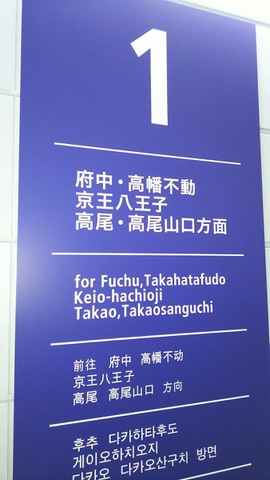 1
府中・高幡不動
京王八王子
高尾・高尾山口方面
for Fuchu,Takahatafudo
Keio-hachioji
Takao,Takaosanguchi
前往 府中 高幡不动
京王八王子
高尾 高尾山口 方向
후추 다카하타후도
게이오하치오지
다카오 다카오산구치 방면